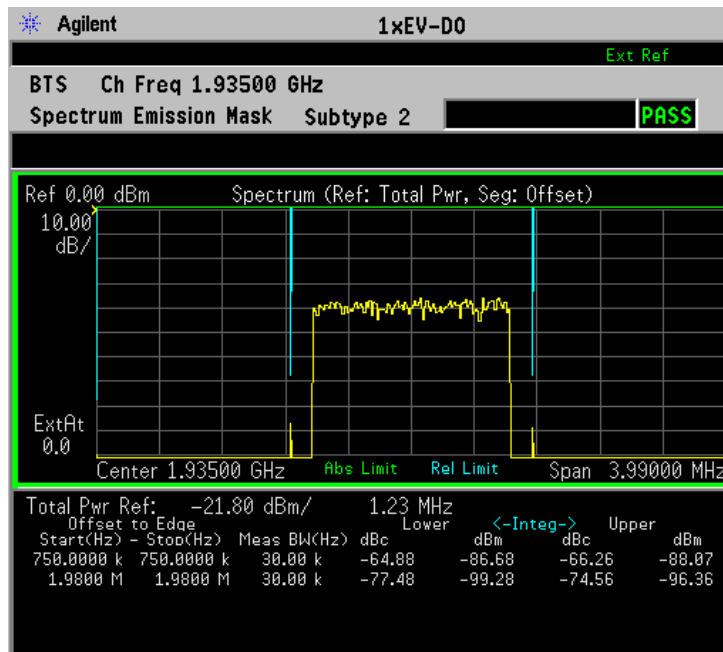 Agilent 1xEV-DO
Ext Ref
BTS Ch Freq 1.93500 GHz
Spectrum Emission Mask Subtype 2 PASS
Ref 0.00 dBm Spectrum (Ref: Total Pwr, Seg: Offset)
10.00
dB/
ExtAt
0.0
Center 1.93500 GHz Abs Limit Rel Limit Span 3.99000 MHz
Total Pwr Ref: -21.80 dBm/ 1.23 MHz
Offset to Edge Lower <-Integ-> Upper
Start(Hz) - Stop(Hz) Meas BW(Hz) dBc dBm dBc dBm
750.0000 k 750.0000 k 30.00 k -64.88 -86.68 -66.26 -88.07
1.9800 M 1.9800 M 30.00 k -77.48 -99.28 -74.56 -96.36